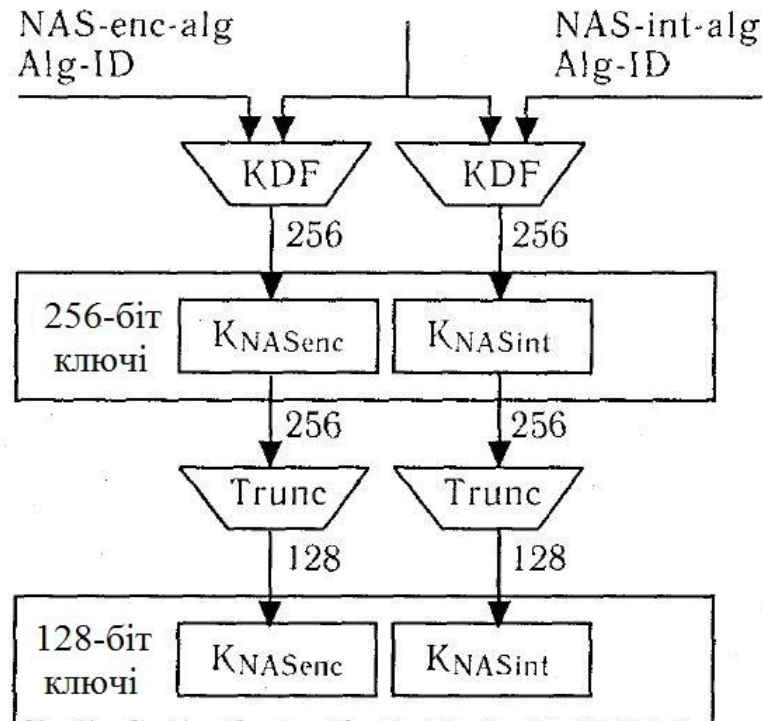 NAS-enc-alg
Alg-ID
NAS-int-alg
Alg-ID
KDF KDF
256 256
256-біт
ключі
KNASenc KNASint
256 256
Trunc Trunc
128 128
128-біт
ключі
KNASenc KNASint